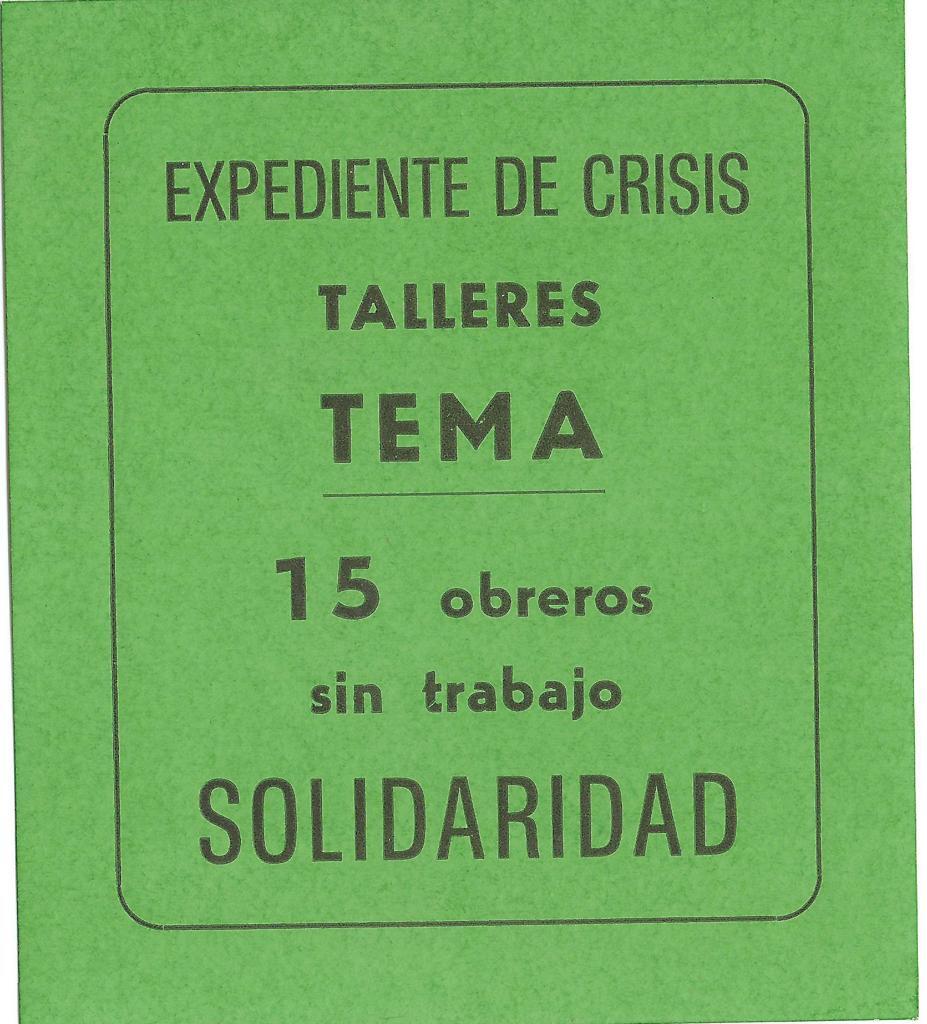 EXPEDIENTE DE CRISIS
TALLERES
TEMA
15 obreros
sin trabajo
SOLIDARIDAD